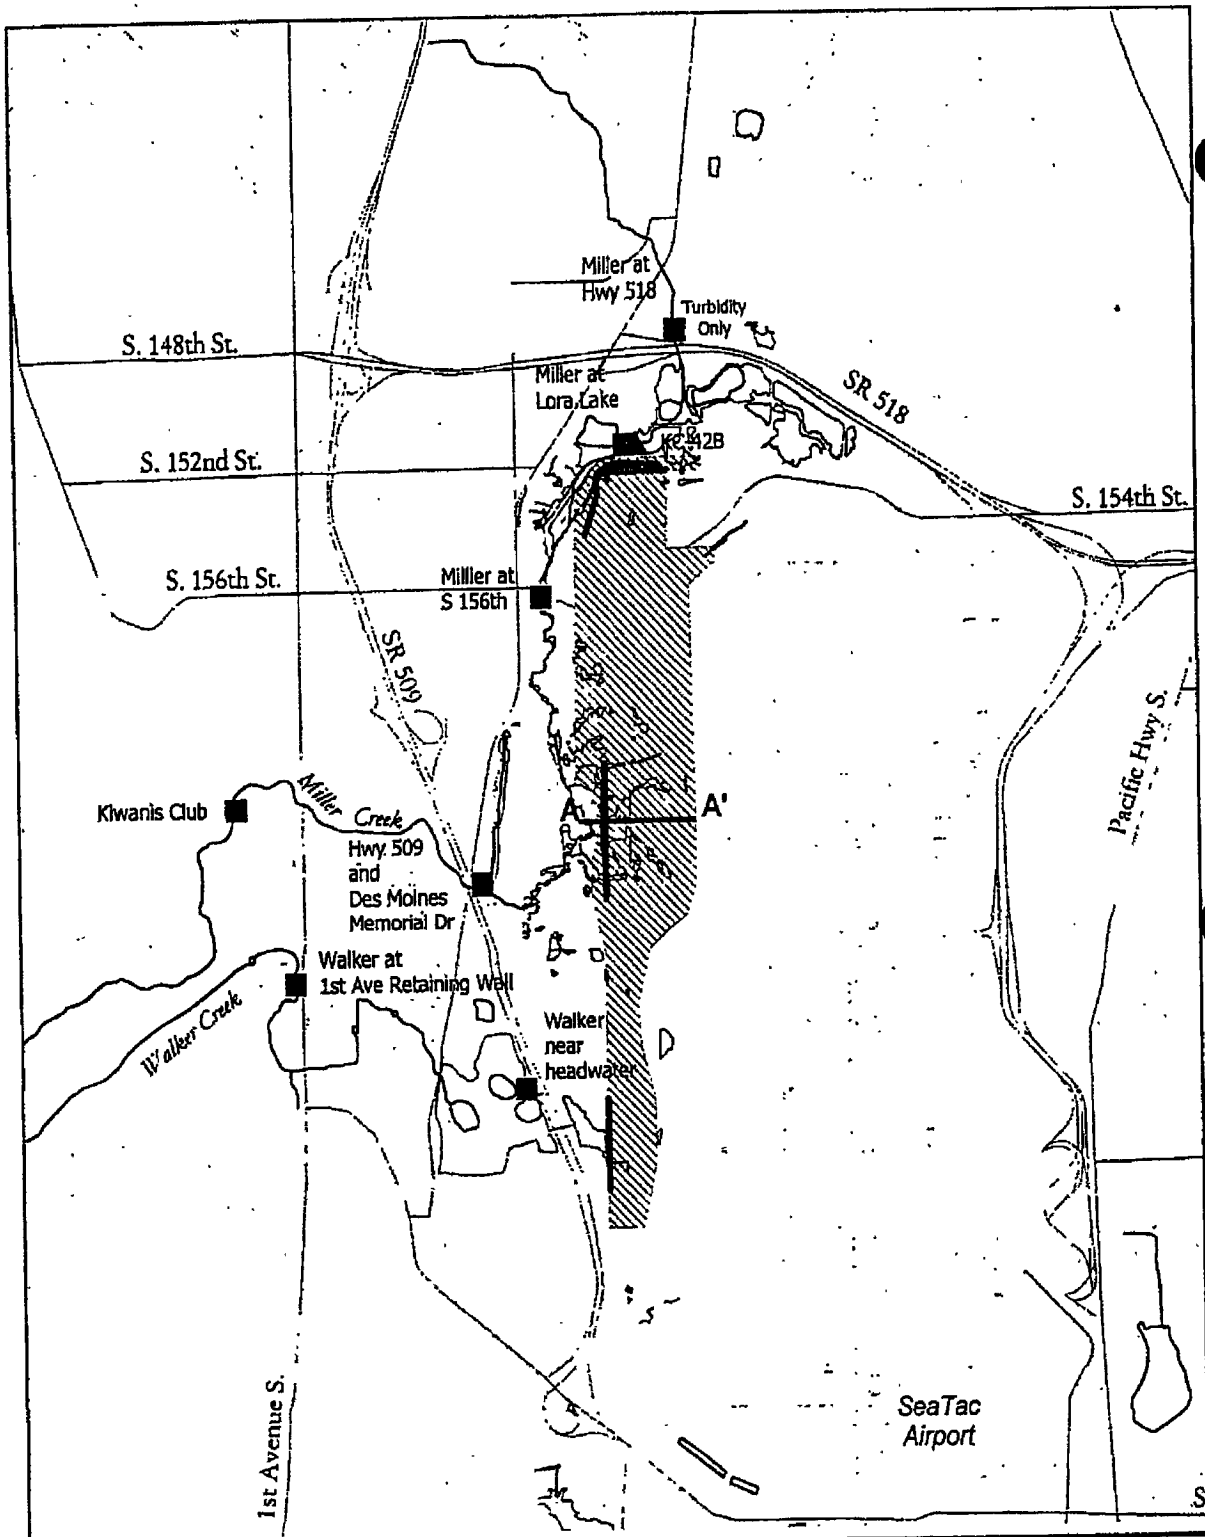 Miller at
Hwy 518
Turbidity
Only
S. 148th St.
Miller at
Lora Lake
SR 518
KC 42B
S. 152nd St.
S. 154th St.
S. 156th St.
Miller at
S 156th
SR 509
Pacific Hwy S.
Kiwanis Club
Miller
Creek
A
A'
Hwy 509
and
Des Moines
Memorial Dr
Walker at
1st Ave Retaining Wall
Walker Creek
Walker
near
headwater
1st Avenue S.
SeaTac
Airport
S